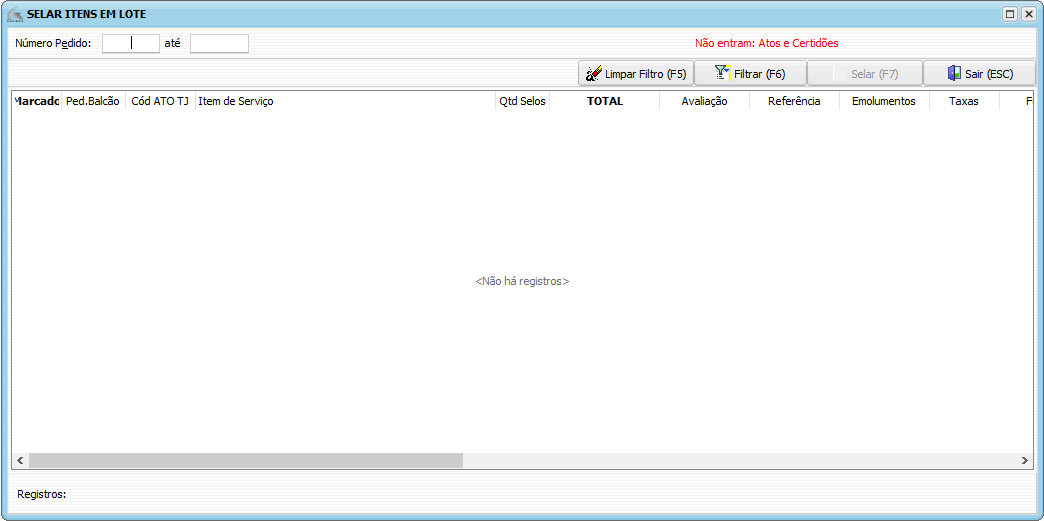 SELAR ITENS EM LOTE
Número Pedido: até
Não entram: Atos e Certidões
Limpar Filtro (F5) Filtrar (F6) Selar (F7) Sair (ESC)
Marcado Ped.Balcão Cód ATO TJ Item de Serviço Qtd Selos TOTAL Avaliação Referência Emolumentos Taxas F
<Não há registros>
Registros: